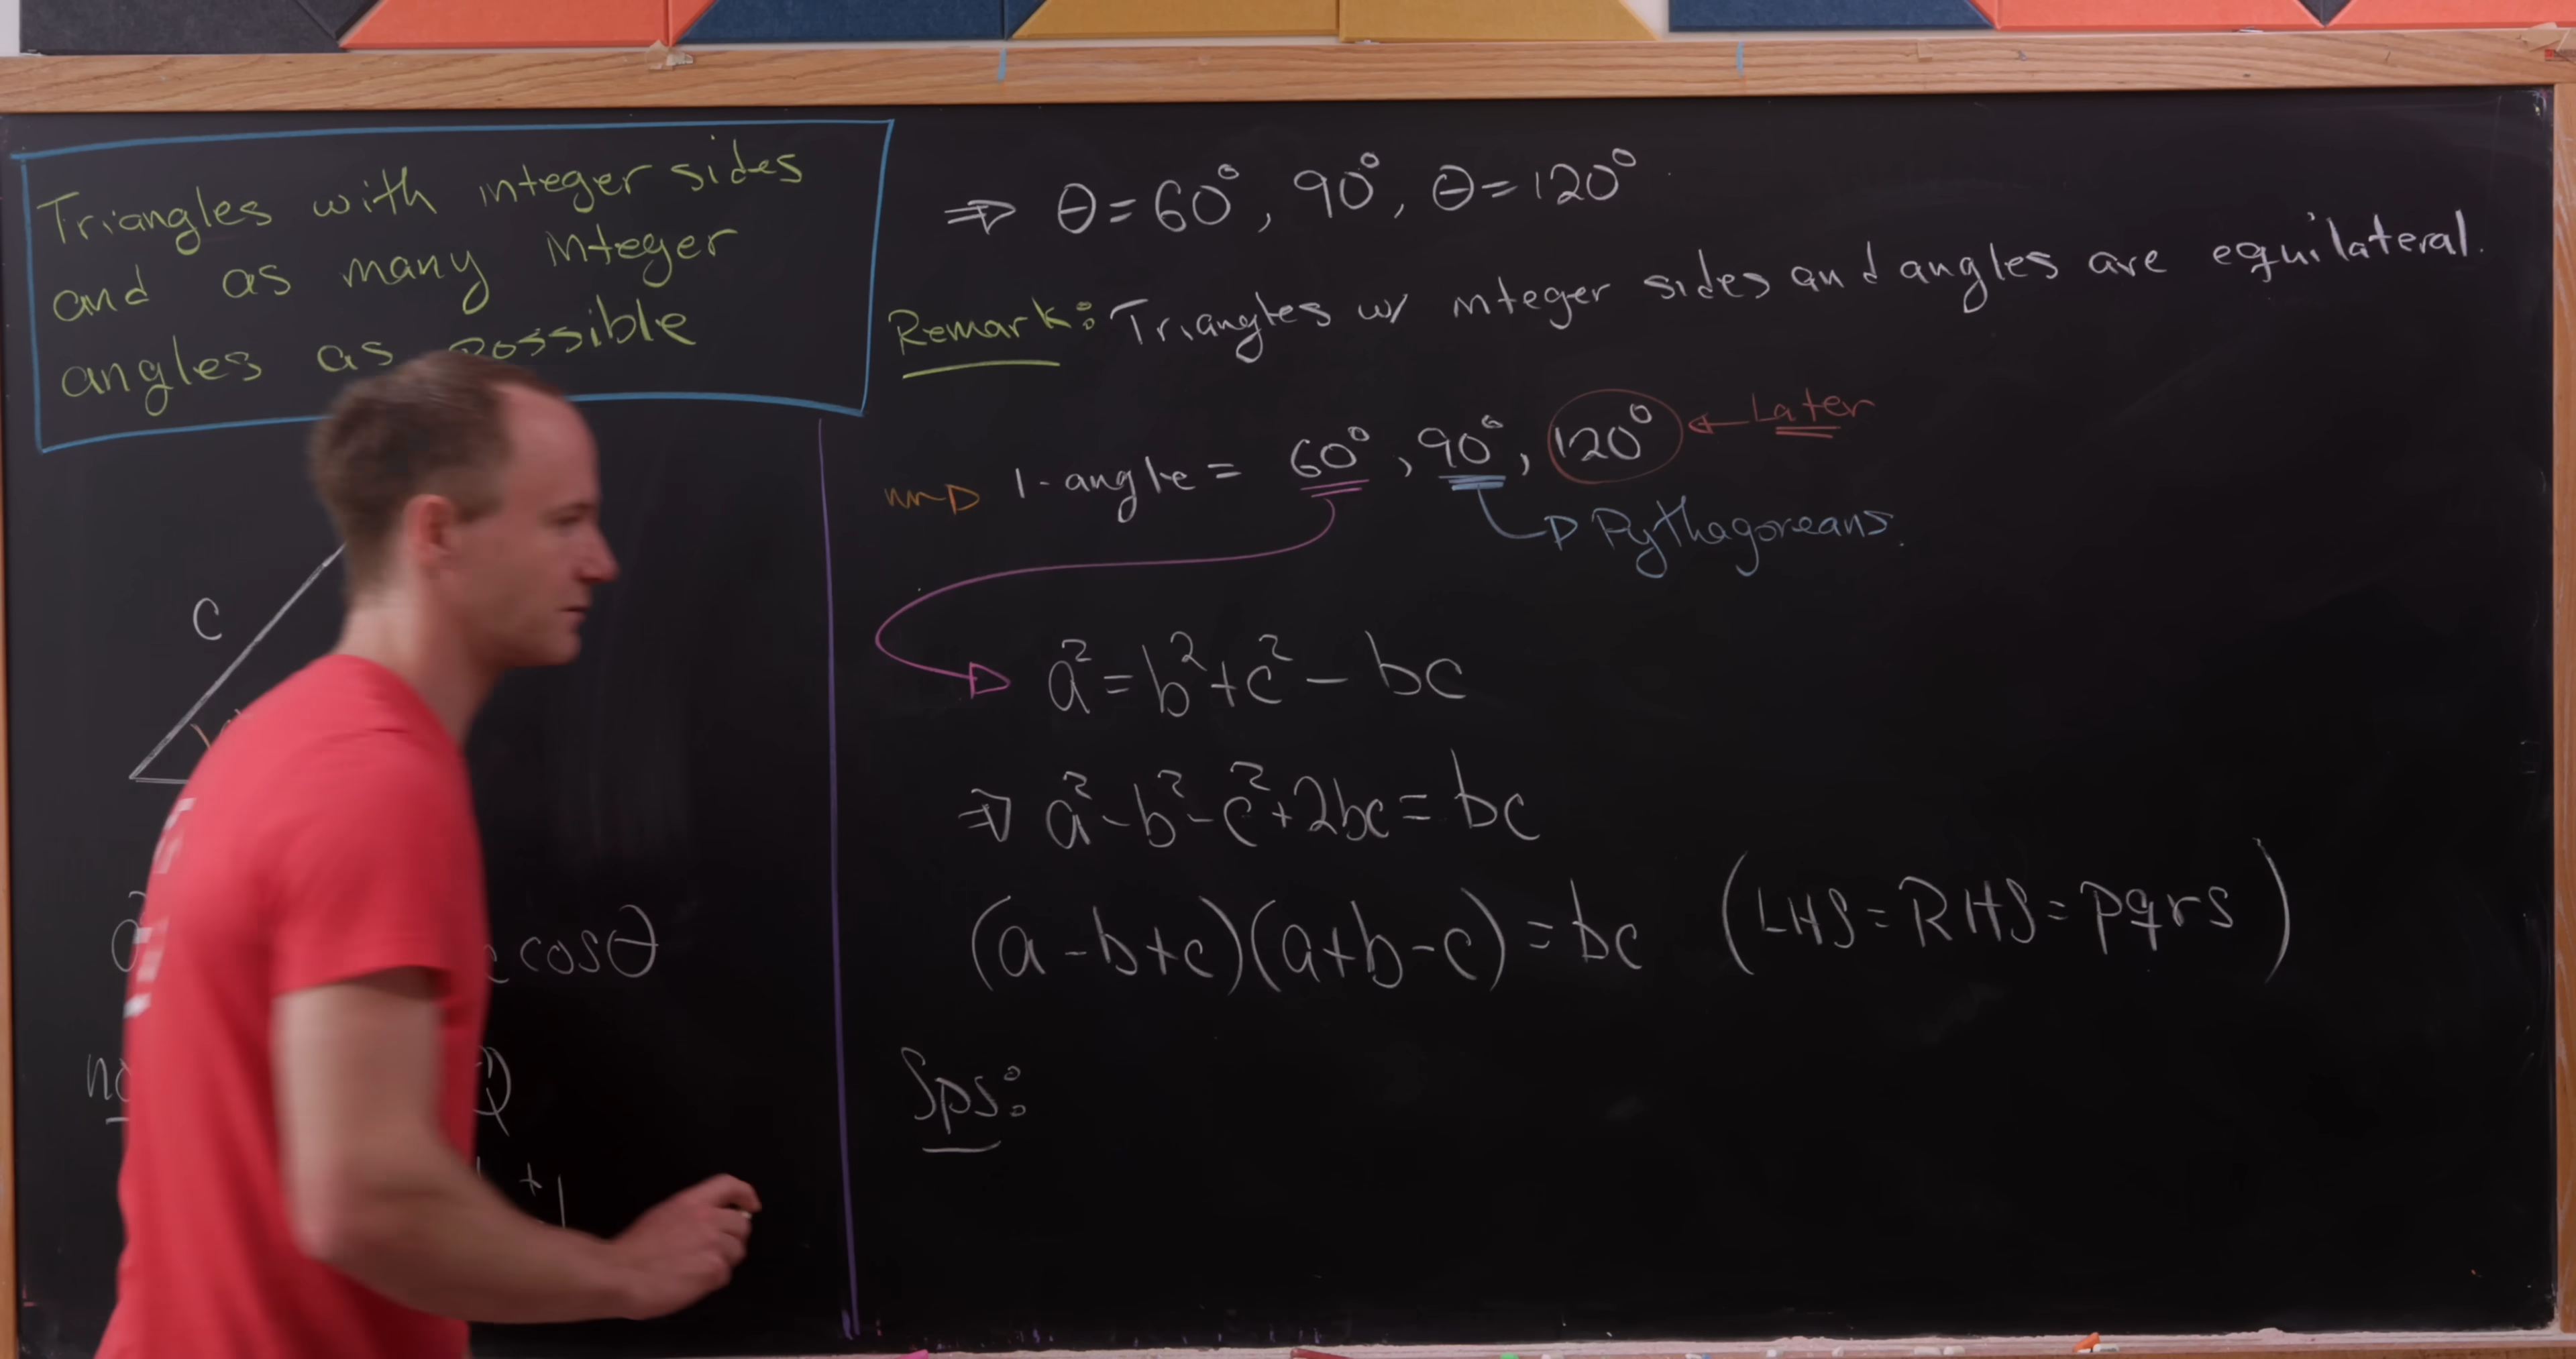 Triangles with integer sides
and as many integer
angles as possible
c
cosθ
⇒ θ=60°, 90°, θ=120°
Remark: Triangles w/ integer sides and angles are equilateral.
1-angle = 60°, 90°, 120° ← Later
Pythagoreans.
a²=b²+c²-bc
⇒ a²-b²-c²+2bc=bc
(a-b+c)(a+b-c)=bc (LHS=RHS=pqrs)
Sps: